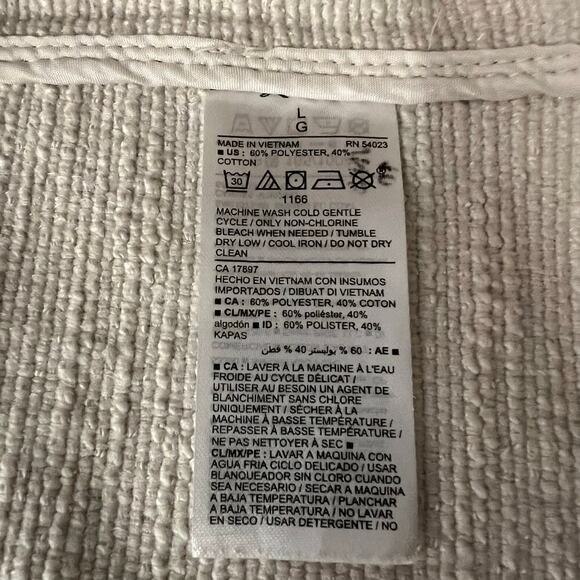 L
G
MADE IN VIETNAM RN 54023
■ US: 60% POLYESTER, 40%
COTTON
30
1166
MACHINE WASH COLD GENTLE
CYCLE / ONLY NON-CHLORINE
BLEACH WHEN NEEDED / TUMBLE
DRY LOW / COOL IRON / DO NOT DRY
CLEAN
CA 17897
HECHO EN VIETNAM CON INSUMOS
IMPORTADOS / DIBUAT DI VIETNAM
■ CA: 60% POLYESTER, 40% COTTON
■ CL/MX/PE: 60% poliéster, 40%
algodón ■ ID: 60% POLISTER, 40%
KAPAS
■ AE: 60 % بوليستر 40 % قطن
■ CA: LAVER À LA MACHINE À L'EAU
FROIDE AU CYCLE DÉLICAT /
UTILISER AU BESOIN UN AGENT DE
BLANCHIMENT SANS CHLORE
UNIQUEMENT / SÉCHER À LA
MACHINE À BASSE TEMPÉRATURE /
REPASSER À BASSE TEMPÉRATURE /
NE PAS NETTOYER À SEC ■
CL/MX/PE: LAVAR A MAQUINA CON
AGUA FRIA CICLO DELICADO / USAR
BLANQUEADOR SIN CLORO CUANDO
SEA NECESARIO / SECAR A MAQUINA
A BAJA TEMPERATURA / PLANCHAR
A BAJA TEMPERATURA / NO LAVAR
EN SECO / USAR DETERGENTE / NO